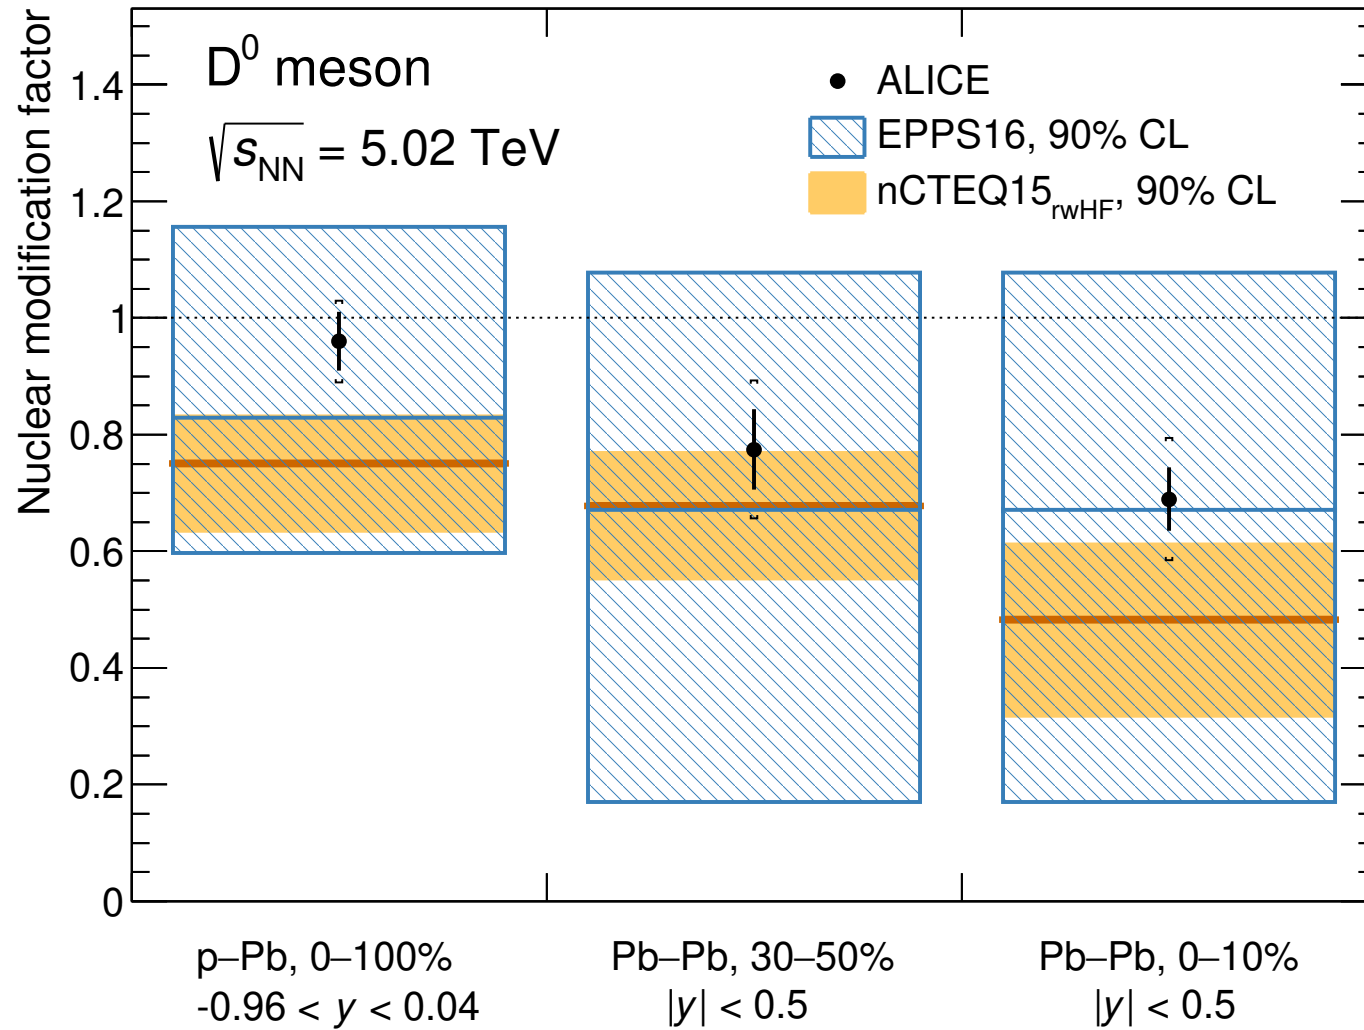 Nuclear modification factor
D⁰ meson
√sNN = 5.02 TeV
ALICE
EPPS16, 90% CL
nCTEQ15rwHF, 90% CL
1.4
1.2
1
0.8
0.6
0.4
0.2
0
p–Pb, 0–100%
-0.96 < y < 0.04
Pb–Pb, 30–50%
|y| < 0.5
Pb–Pb, 0–10%
|y| < 0.5